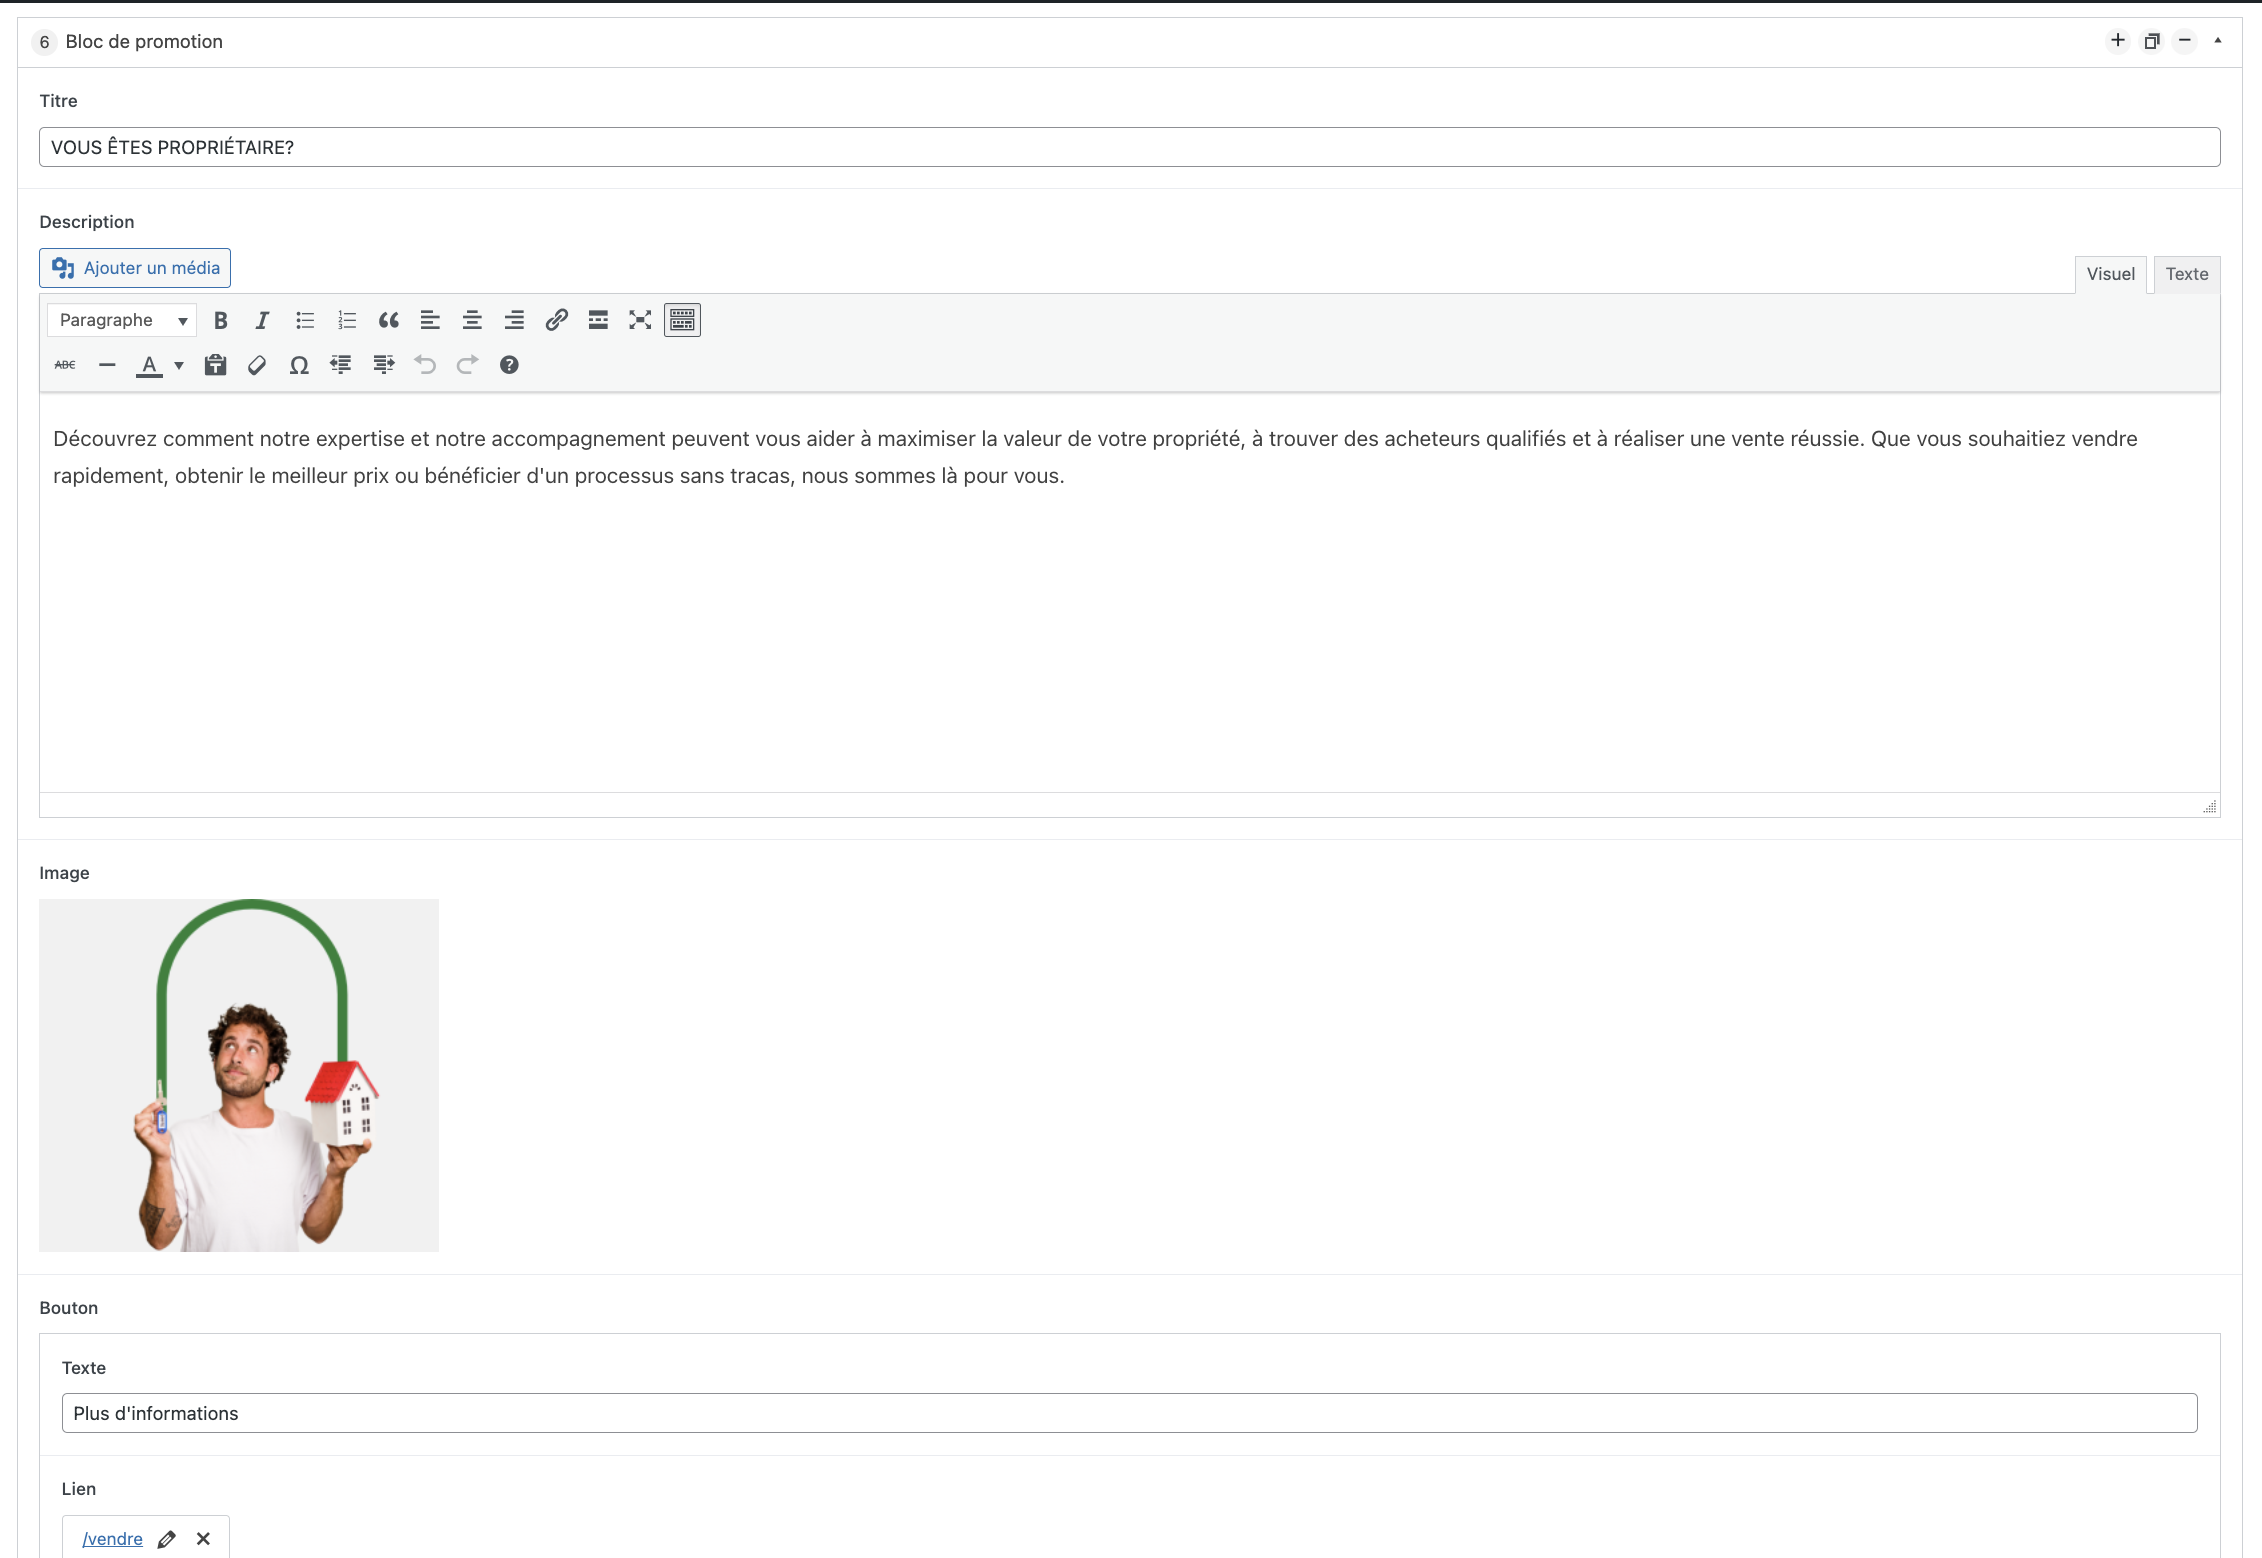 6 Bloc de promotion
Titre
VOUS ÊTES PROPRIÉTAIRE?
Description
Ajouter un média
Visuel Texte
Paragraphe
ABC
Découvrez comment notre expertise et notre accompagnement peuvent vous aider à maximiser la valeur de votre propriété, à trouver des acheteurs qualifiés et à réaliser une vente réussie. Que vous souhaitiez vendre
rapidement, obtenir le meilleur prix ou bénéficier d'un processus sans tracas, nous sommes là pour vous.
Image
Bouton
Texte
Plus d'informations
Lien
/vendre